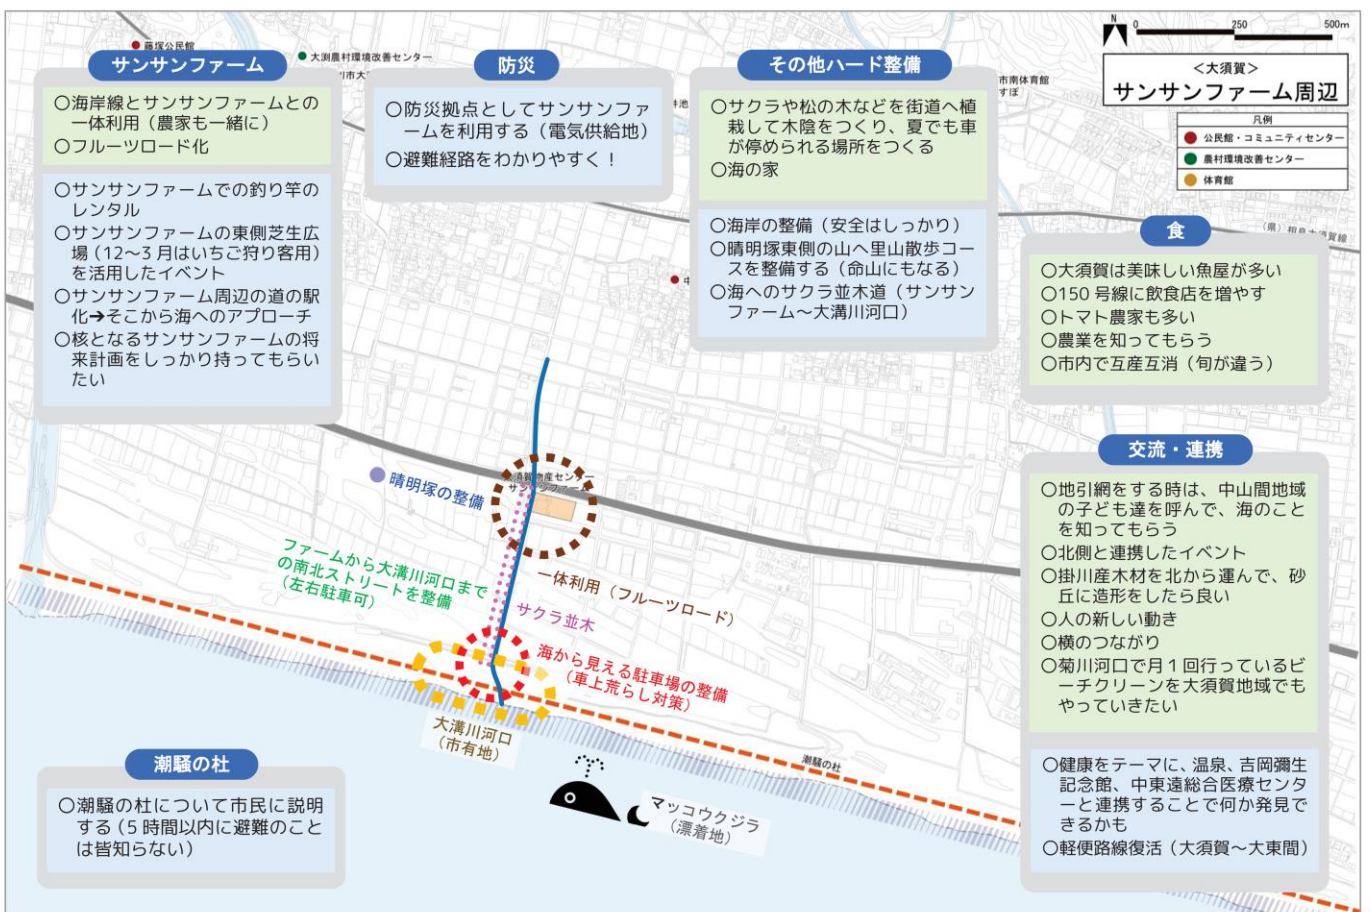 藤塚公民館
大渕農村環境改善センター
サンサンファーム
○海岸線とサンサンファームとの
一体利用（農家も一緒に）
○フルーツロード化
○サンサンファームでの釣り竿の
レンタル
○サンサンファームの東側芝生広
場（12～3月はいちご狩り客用）
を活用したイベント
○サンサンファーム周辺の道の駅
化➔そこから海へのアプローチ
○核となるサンサンファームの将
来計画をしっかり持ってもらい
たい
防災
○防災拠点としてサンサンファ
ームを利用する（電気供給地）
○避難経路をわかりやすく！
その他ハード整備
○サクラや松の木などを街道へ植
栽して木陰をつくり、夏でも車
が停められる場所をつくる
○海の家
○海岸の整備（安全はしっかり）
○晴明塚東側の山へ里山散歩コー
スを整備する（命山にもなる）
○海へのサクラ並木道（サンサン
ファーム～大溝川河口）
N 0 250 500m
＜大須賀＞
サンサンファーム周辺
凡例
公民館・コミュニティセンター
農村環境改善センター
体育館
市南体育館
食
○大須賀は美味しい魚屋が多い
○150号線に飲食店を増やす
○トマト農家も多い
○農業を知ってもらう
○市内で互産互消（旬が違う）
交流・連携
○地引網をする時は、中山間地域
の子ども達を呼んで、海のこと
を知ってもらう
○北側と連携したイベント
○掛川産木材を北から運んで、砂
丘に造形をしたら良い
○人の新しい動き
○横のつながり
○菊川河口で月1回行っているビ
ーチクリーンを大須賀地域でも
やっていきたい
○健康をテーマに、温泉、吉岡彌生
記念館、中東遠総合医療センタ
ーと連携することで何か発見で
きるかも
○軽便路線復活（大須賀～大東間）
晴明塚の整備
サンサンファーム
ファームから大溝川河口まで
の南北ストリートを整備
（左右駐車可）
一体利用（フルーツロード）
サクラ並木
海から見える駐車場の整備
（車上荒らし対策）
大溝川河口
（市有地）
潮騒の杜
マッコウクジラ
（漂着地）
潮騒の杜
○潮騒の杜について市民に説明
する（5時間以内に避難のこと
は皆知らない）